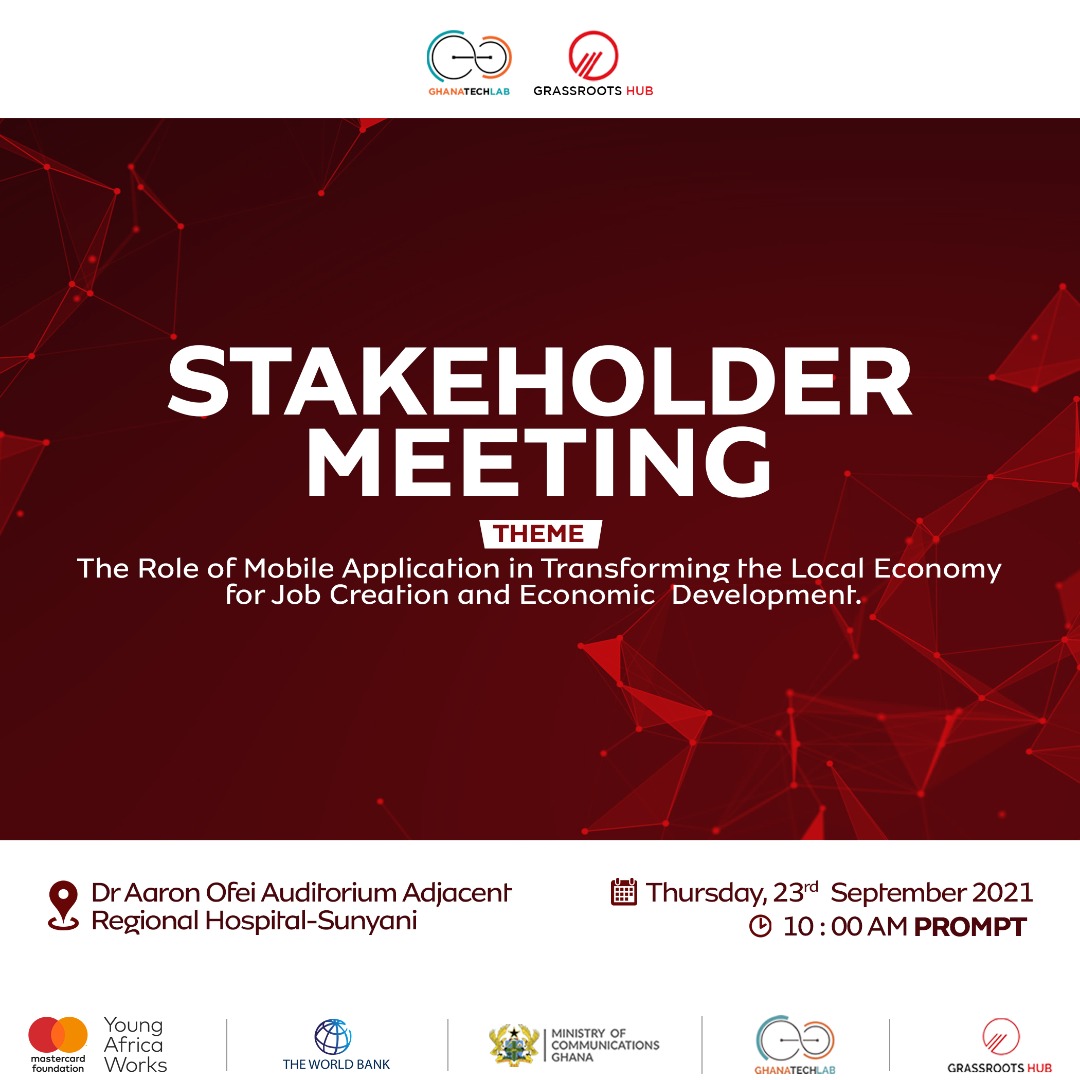 GHANATECHLAB
GRASSROOTS HUB
STAKEHOLDER
MEETING
THEME
The Role of Mobile Application in Transforming the Local Economy
for Job Creation and Economic Development.
Dr Aaron Ofei Auditorium Adjacent
Regional Hospital-Sunyani
Thursday, 23rd September 2021
10 : 00 AM PROMPT
mastercard
foundation
Young
Africa
Works
THE WORLD BANK
MINISTRY OF
COMMUNICATIONS
GHANA
GHANATECHLAB
GRASSROOTS HUB